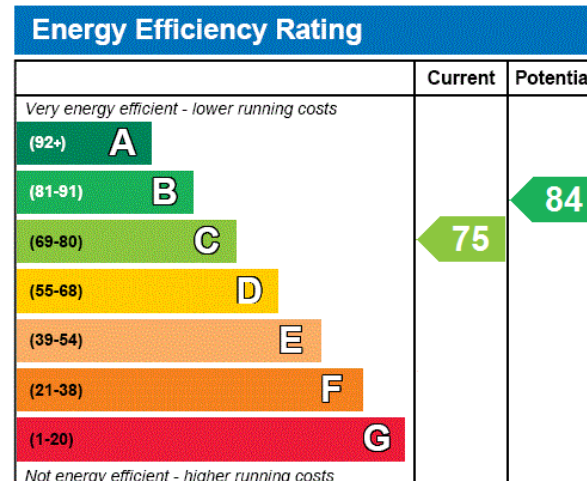 Energy Efficiency Rating
Current Potentia
Very energy efficient - lower running costs
(92+) A
(81-91) B
84
(69-80) C
75
(55-68) D
(39-54) E
(21-38) F
(1-20) G
Not energy efficient - higher running costs